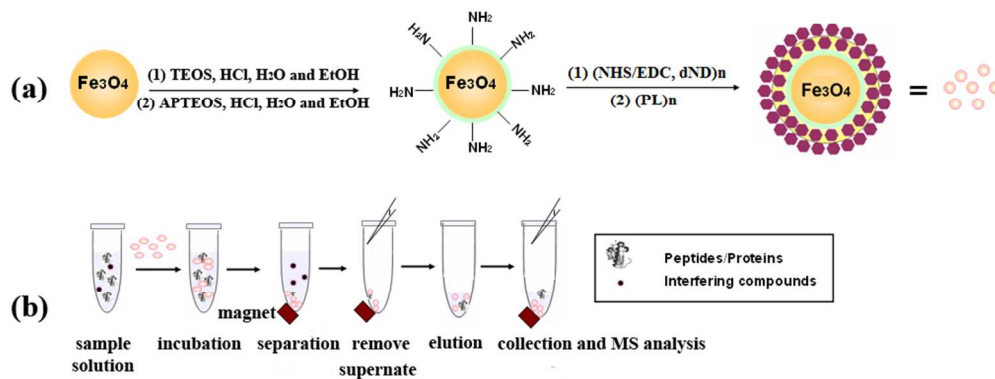 (a)
Fe3O4
(1) TEOS, HCl, H2O and EtOH
(2) APTEOS, HCl, H2O and EtOH
NH2
H2N
NH2
Fe3O4
H2N
NH2
NH2
NH2
NH2
(1) (NHS/EDC, dND)n
(2) (PL)n
Fe3O4
=
(b)
magnet
sample
solution
incubation
separation
remove
supernate
elution
collection and MS analysis
Peptides/Proteins
Interfering compounds